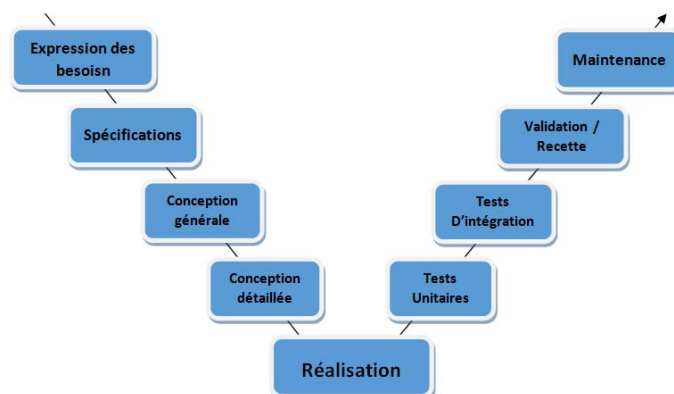 Expression des
besoisn
Spécifications
Conception
générale
Conception
détaillée
Réalisation
Tests
Unitaires
Tests
D'intégration
Validation /
Recette
Maintenance